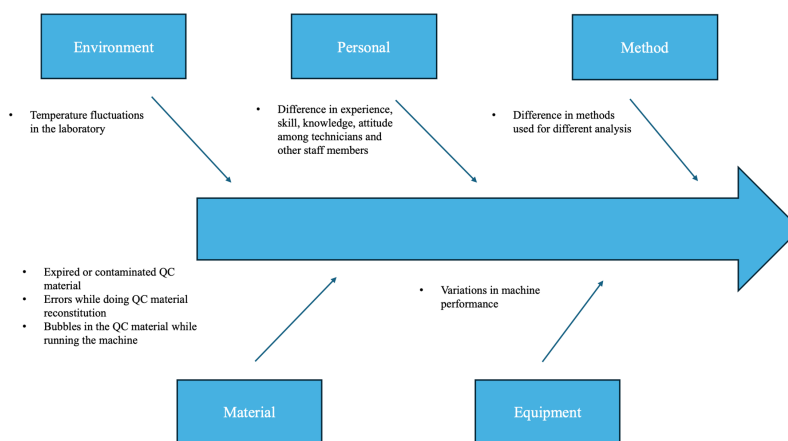 Environment
Personal
Method
• Temperature fluctuations
in the laboratory
• Difference in experience,
skill, knowledge, attitude
among technicians and
other staff members
• Difference in methods
used for different analysis
• Expired or contaminated QC
material
• Errors while doing QC material
reconstitution
• Bubbles in the QC material while
running the machine
• Variations in machine
performance
Material
Equipment